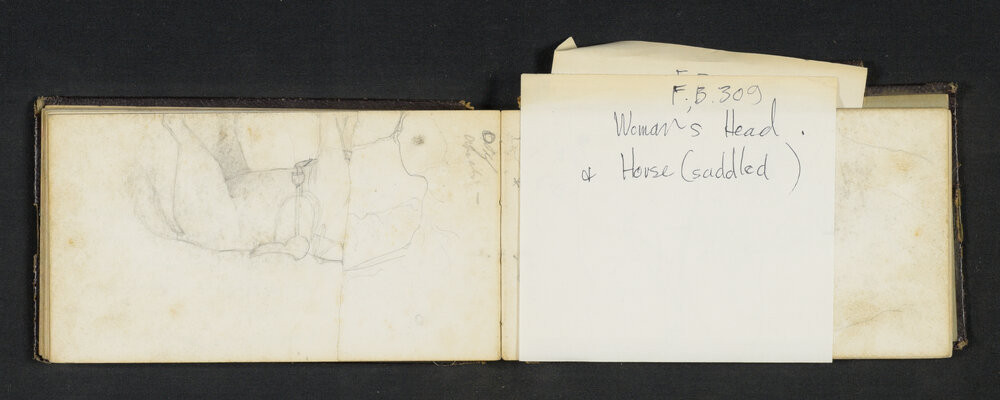 F.B.309
Woman's Head.
& Horse (saddled)